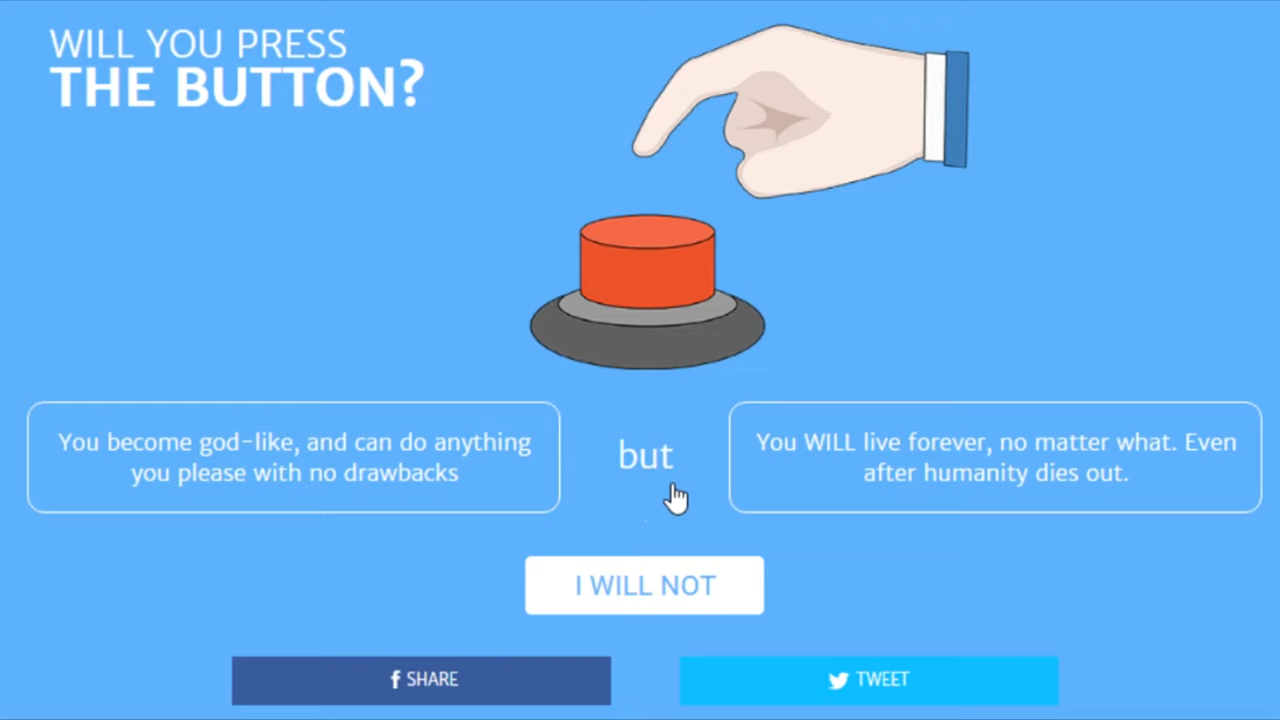 WILL YOU PRESS
THE BUTTON?
You become god-like, and can do anything
you please with no drawbacks
but
You WILL live forever, no matter what. Even
after humanity dies out.
I WILL NOT
SHARE
TWEET